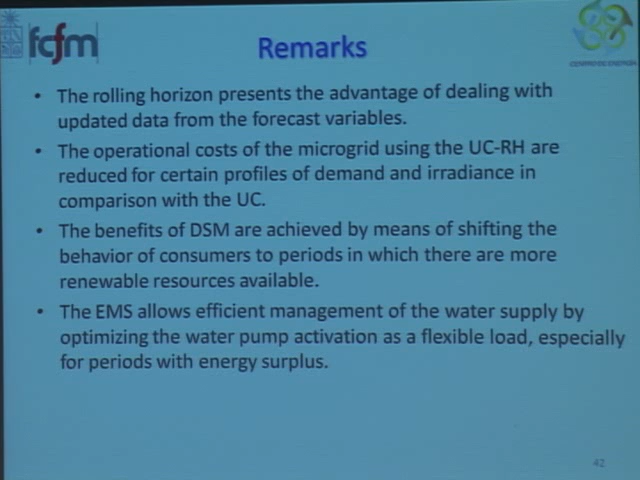 fcfm
Remarks
CENTRO DE ENERGÍA
• The rolling horizon presents the advantage of dealing with
updated data from the forecast variables.
• The operational costs of the microgrid using the UC-RH are
reduced for certain profiles of demand and irradiance in
comparison with the UC.
• The benefits of DSM are achieved by means of shifting the
behavior of consumers to periods in which there are more
renewable resources available.
• The EMS allows efficient management of the water supply by
optimizing the water pump activation as a flexible load, especially
for periods with energy surplus.
42